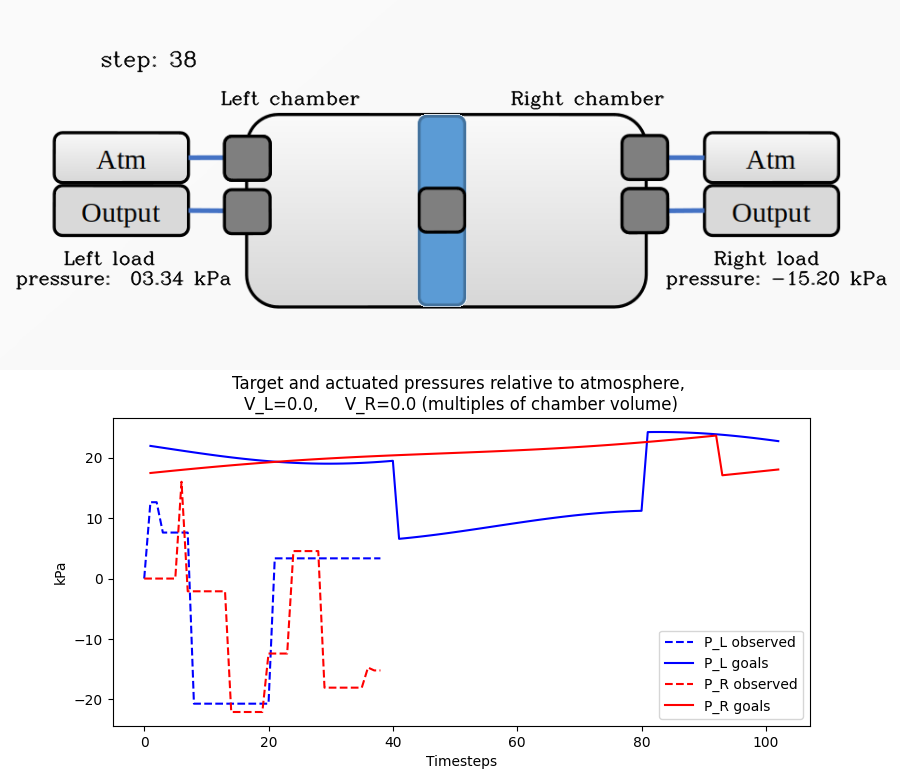 step: 38
Left chamber
Right chamber
Atm
Output
Left load
pressure: 03.34 kPa
Atm
Output
Right load
pressure: −15.20 kPa
Target and actuated pressures relative to atmosphere,
V_L=0.0, V_R=0.0 (multiples of chamber volume)
kPa
20
10
0
−10
−20
0 20 40 60 80 100
Timesteps
P_L observed
P_L goals
P_R observed
P_R goals